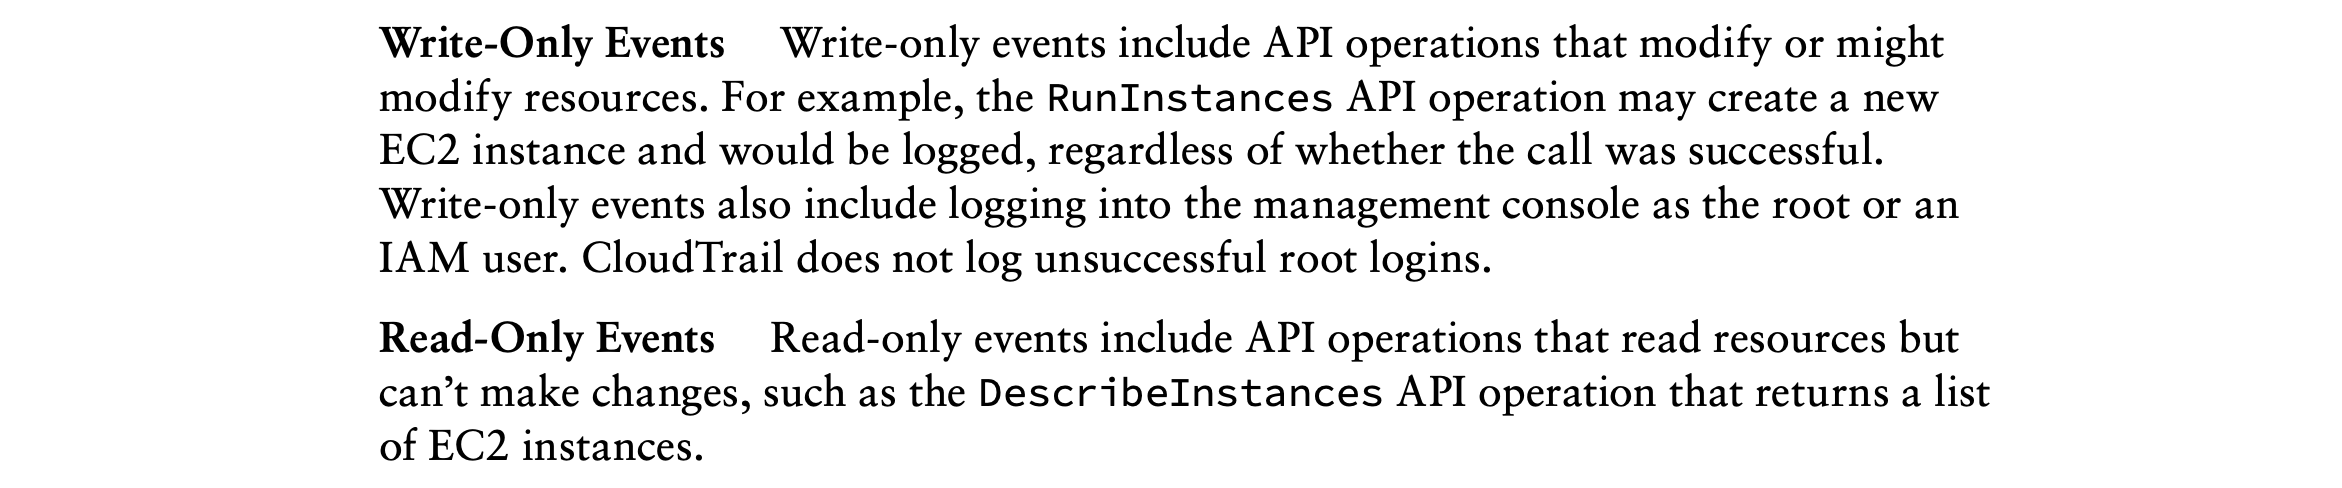 Write-Only Events Write-only events include API operations that modify or might
modify resources. For example, the RunInstances API operation may create a new
EC2 instance and would be logged, regardless of whether the call was successful.
Write-only events also include logging into the management console as the root or an
IAM user. CloudTrail does not log unsuccessful root logins.
Read-Only Events Read-only events include API operations that read resources but
can’t make changes, such as the DescribeInstances API operation that returns a list
of EC2 instances.